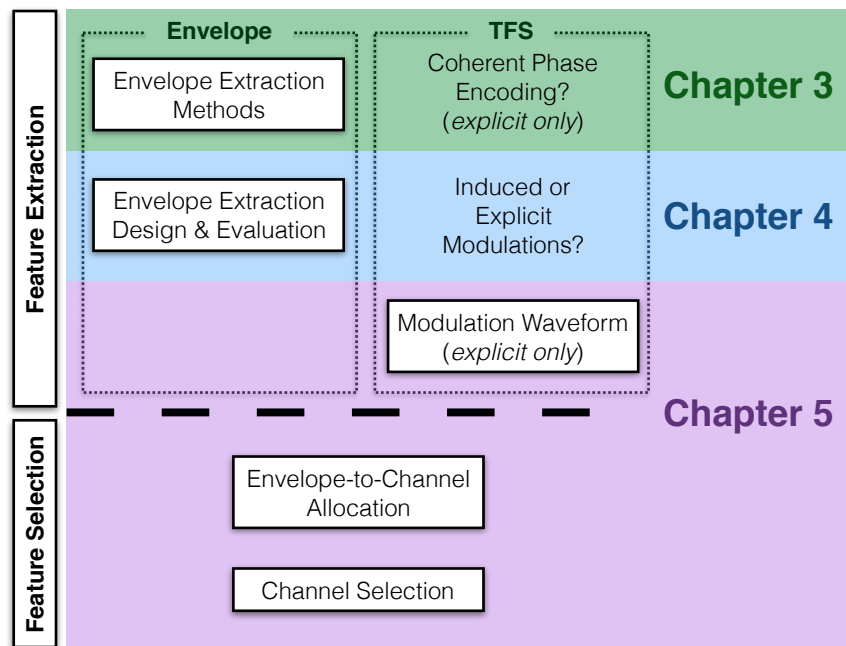 Feature Extraction
Envelope
TFS
Envelope Extraction
Methods
Coherent Phase
Encoding?
(explicit only)
Chapter 3
Envelope Extraction
Design & Evaluation
Induced or
Explicit
Modulations?
Chapter 4
Modulation Waveform
(explicit only)
Chapter 5
Feature Selection
Envelope-to-Channel
Allocation
Channel Selection